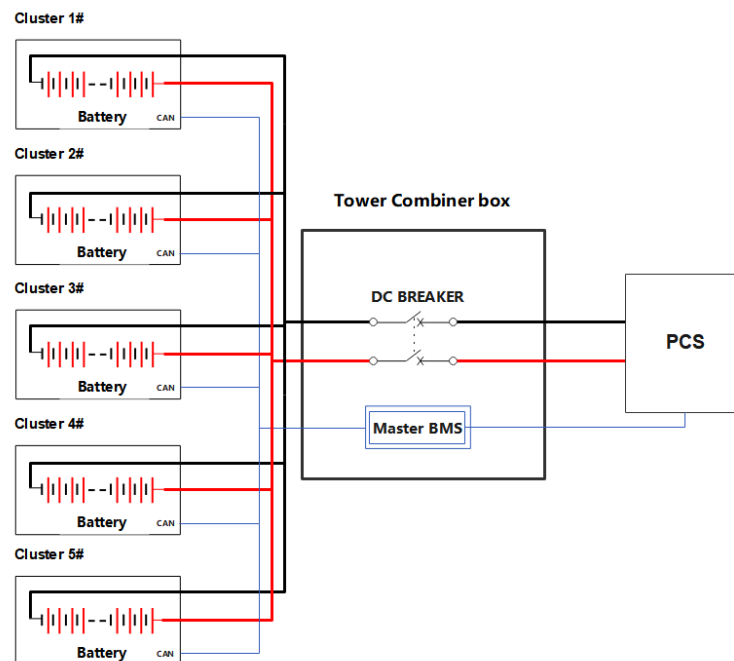 Cluster 1#
Battery
CAN
Cluster 2#
Battery
CAN
Tower Combiner box
Cluster 3#
DC BREAKER
PCS
Battery
CAN
Cluster 4#
Master BMS
Battery
CAN
Cluster 5#
Battery
CAN